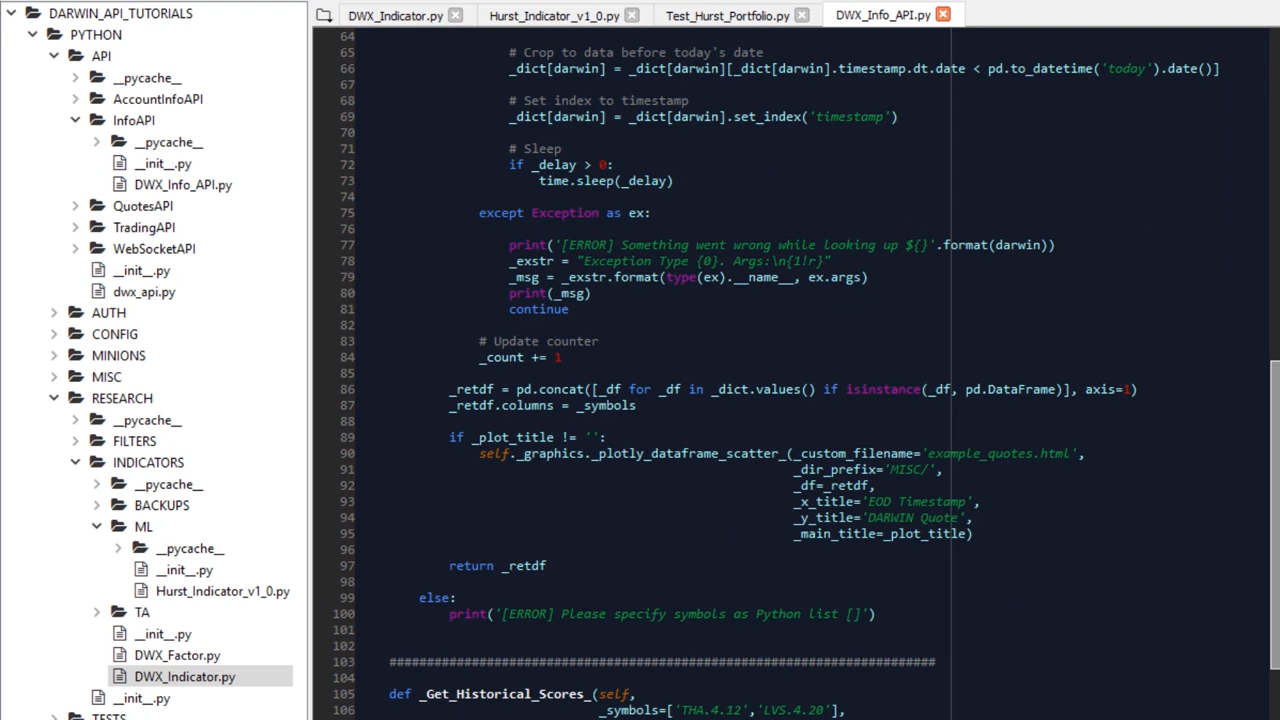 DARWIN_API_TUTORIALS
PYTHON
API
__pycache__
AccountInfoAPI
InfoAPI
__pycache__
__init__.py
DWX_Info_API.py
QuotesAPI
TradingAPI
WebSocketAPI
__init__.py
dwx_api.py
AUTH
CONFIG
MINIONS
MISC
RESEARCH
__pycache__
FILTERS
INDICATORS
__pycache__
BACKUPS
ML
__pycache__
__init__.py
Hurst_Indicator_v1_0.py
TA
__init__.py
DWX_Factor.py
DWX_Indicator.py
__init__.py
TESTS
DWX_Indicator.py Hurst_Indicator_v1_0.py Test_Hurst_Portfolio.py DWX_Info_API.py
64
65 # Crop to data before today's date
66 _dict[darwin] = _dict[darwin][_dict[darwin].timestamp.dt.date < pd.to_datetime('today').date()]
67
68 # Set index to timestamp
69 _dict[darwin] = _dict[darwin].set_index('timestamp')
70
71 # Sleep
72 if _delay > 0:
73 time.sleep(_delay)
74
75 except Exception as ex:
76
77 print('[ERROR] Something went wrong while looking up ${}'.format(darwin))
78 _exstr = "Exception Type {0}. Args:\n{1!r}"
79 _msg = _exstr.format(type(ex).__name__, ex.args)
80 print(_msg)
81 continue
82
83 # Update counter
84 _count += 1
85
86 _retdf = pd.concat([_df for _df in _dict.values() if isinstance(_df, pd.DataFrame)], axis=1)
87 _retdf.columns = _symbols
88
89 if _plot_title != '':
90 self._graphics._plotly_dataframe_scatter_(_custom_filename='example_quotes.html',
91 _dir_prefix='MISC/',
92 _df=_retdf,
93 _x_title='EOD Timestamp',
94 _y_title='DARWIN Quote',
95 _main_title=_plot_title)
96
97 return _retdf
98
99 else:
100 print('[ERROR] Please specify symbols as Python list []')
101
102
103 #########################################################################
104
105 def _Get_Historical_Scores_(self,
106 _symbols=['THA.4.12','LVS.4.20'],